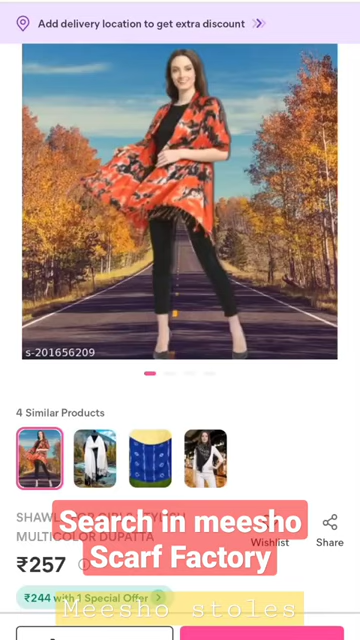 Add delivery location to get extra discount
s-201656209
4 Similar Products
Search in meesho
Scarf Factory
MULTICOLOR DUPATTA
Wishlist
Share
₹257
₹244 with 1 Special Offer
Meesho stoles